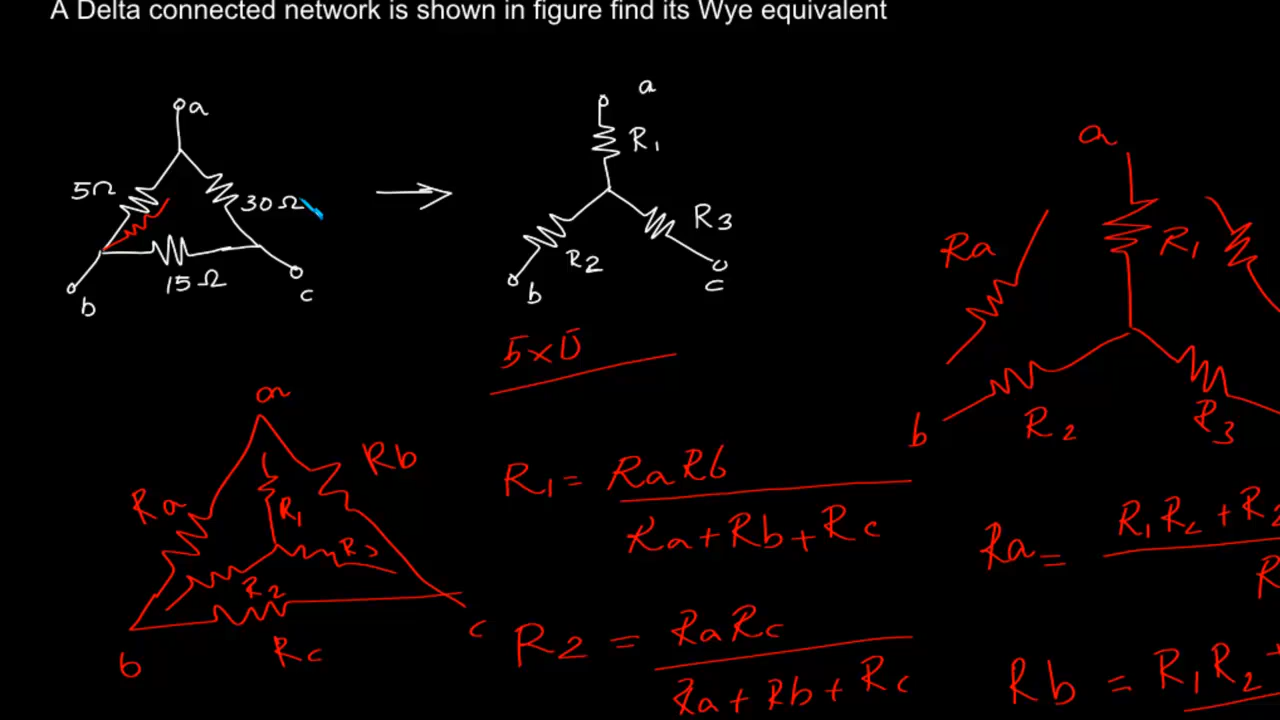 A Delta connected network is shown in figure find its Wye equivalent
a
5Ω
30Ω
15Ω
b
c
a
R1
R2
R3
b
c
5×
a
Ra
Rb
R1
R2
b
Rc
c
R1 = RaRb
Ra+Rb+Rc
R2 = RaRc
Ra+Rb+Rc
a
Ra
R1
b
R2
R3
Ra =
Rb = R1R2